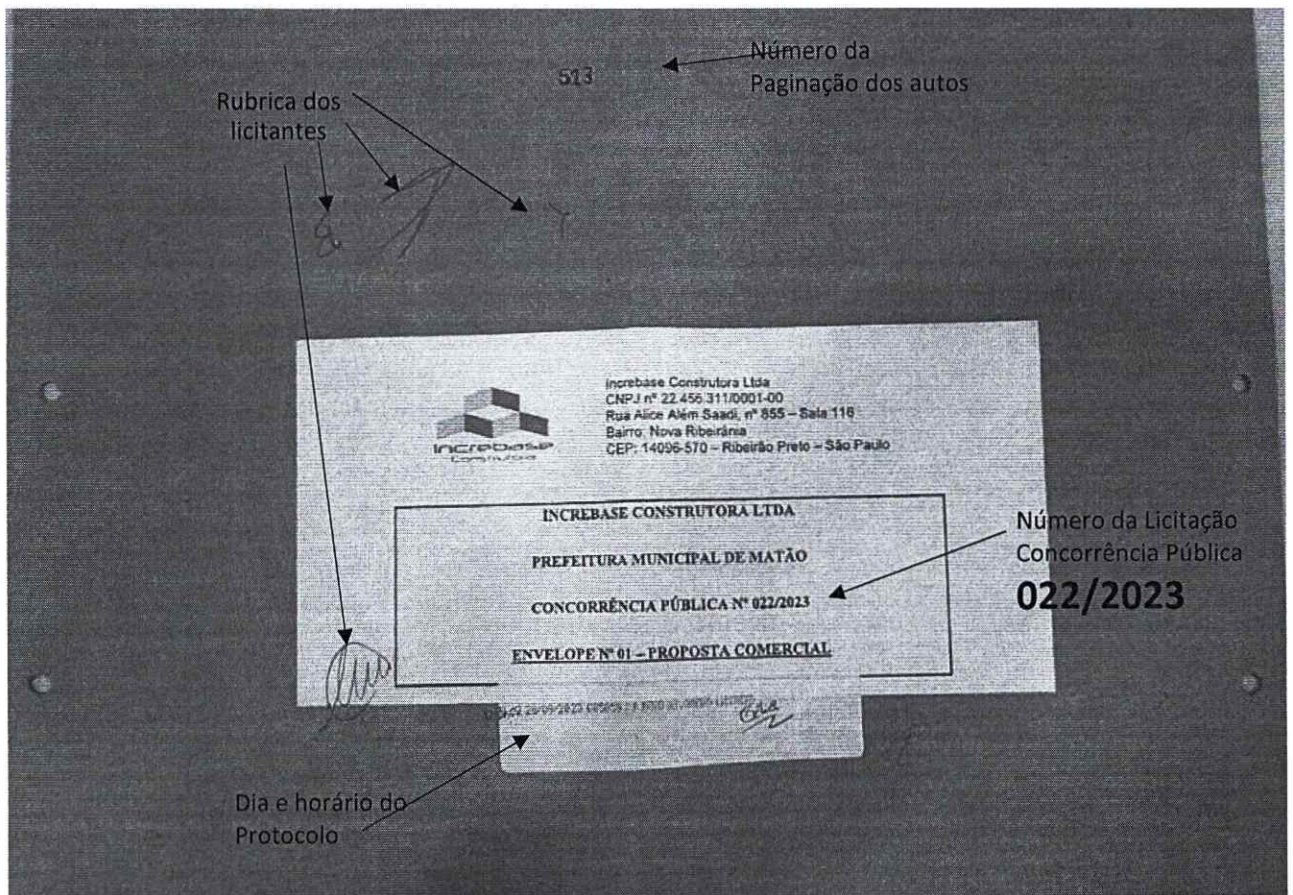 Número da
Paginação dos autos
513
Rubrica dos
licitantes
Increbase Construtora Ltda
CNPJ nº 22.456.311/0001-00
Rua Alice Além Saadi, nº 855 – Sala 116
Bairro: Nova Ribeirânia
CEP: 14096-570 – Ribeirão Preto – São Paulo
Increbase
Construtora
INCREBASE CONSTRUTORA LTDA
PREFEITURA MUNICIPAL DE MATÃO
CONCORRÊNCIA PÚBLICA Nº 022/2023
ENVELOPE Nº 01 – PROPOSTA COMERCIAL
Número da Licitação
Concorrência Pública
022/2023
Dia e horário do
Protocolo